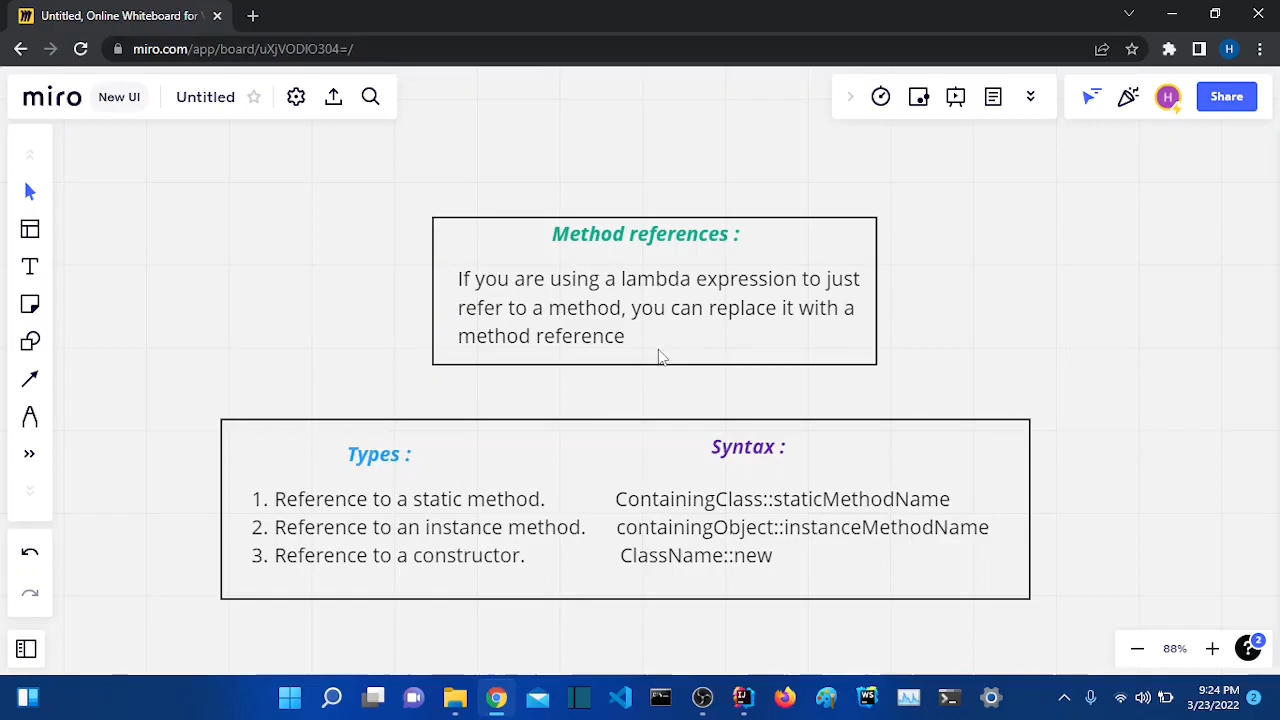 Untitled, Online Whiteboard for
miro.com/app/board/uXjVODIO304=/
H
miro
New UI
Untitled
H
Share
Method references :
If you are using a lambda expression to just
refer to a method, you can replace it with a
method reference
Types :
Syntax :
1. Reference to a static method.
ContainingClass::staticMethodName
2. Reference to an instance method.
containingObject::instanceMethodName
3. Reference to a constructor.
ClassName::new
88%
?
2
9:24 PM
3/23/2022
2